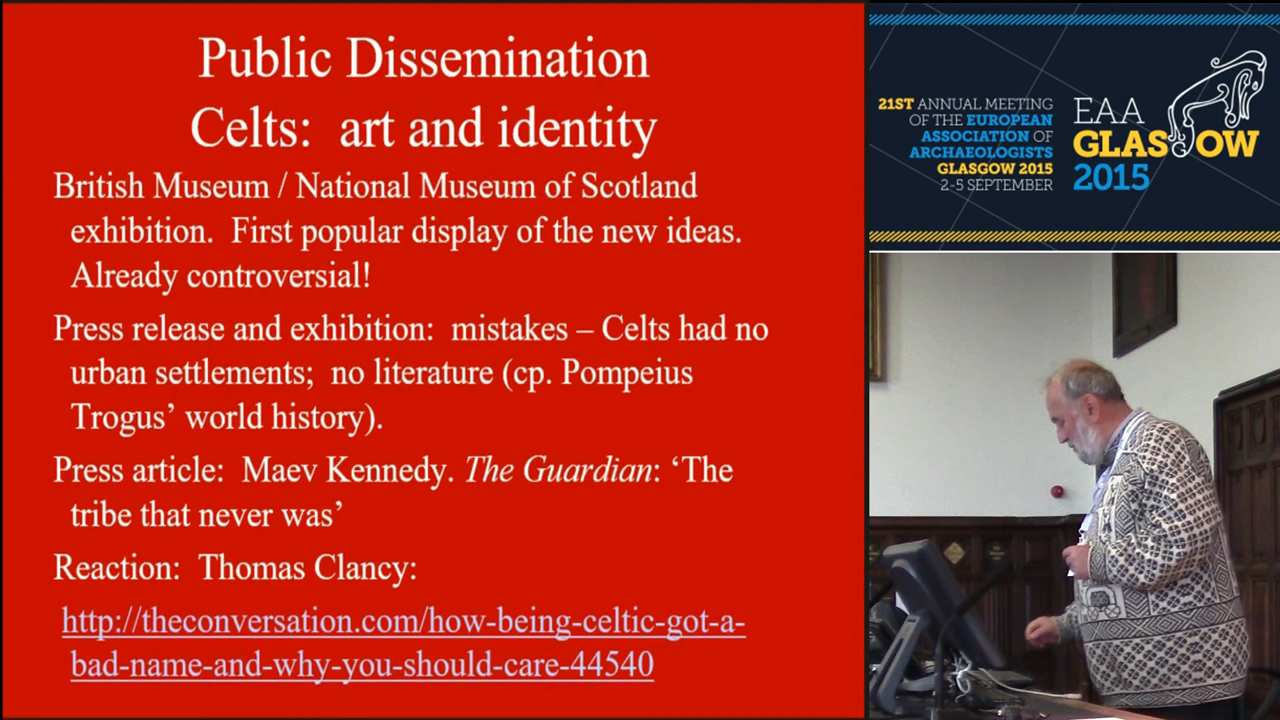 Public Dissemination
Celts: art and identity
British Museum / National Museum of Scotland
exhibition. First popular display of the new ideas.
Already controversial!
Press release and exhibition: mistakes – Celts had no
urban settlements; no literature (cp. Pompeius
Trogus’ world history).
Press article: Maev Kennedy. The Guardian: ‘The
tribe that never was’
Reaction: Thomas Clancy:
http://theconversation.com/how-being-celtic-got-a-
bad-name-and-why-you-should-care-44540
21ST ANNUAL MEETING
OF THE EUROPEAN
ASSOCIATION OF
ARCHAEOLOGISTS
GLASGOW 2015
2-5 SEPTEMBER
EAA
GLASGOW
2015